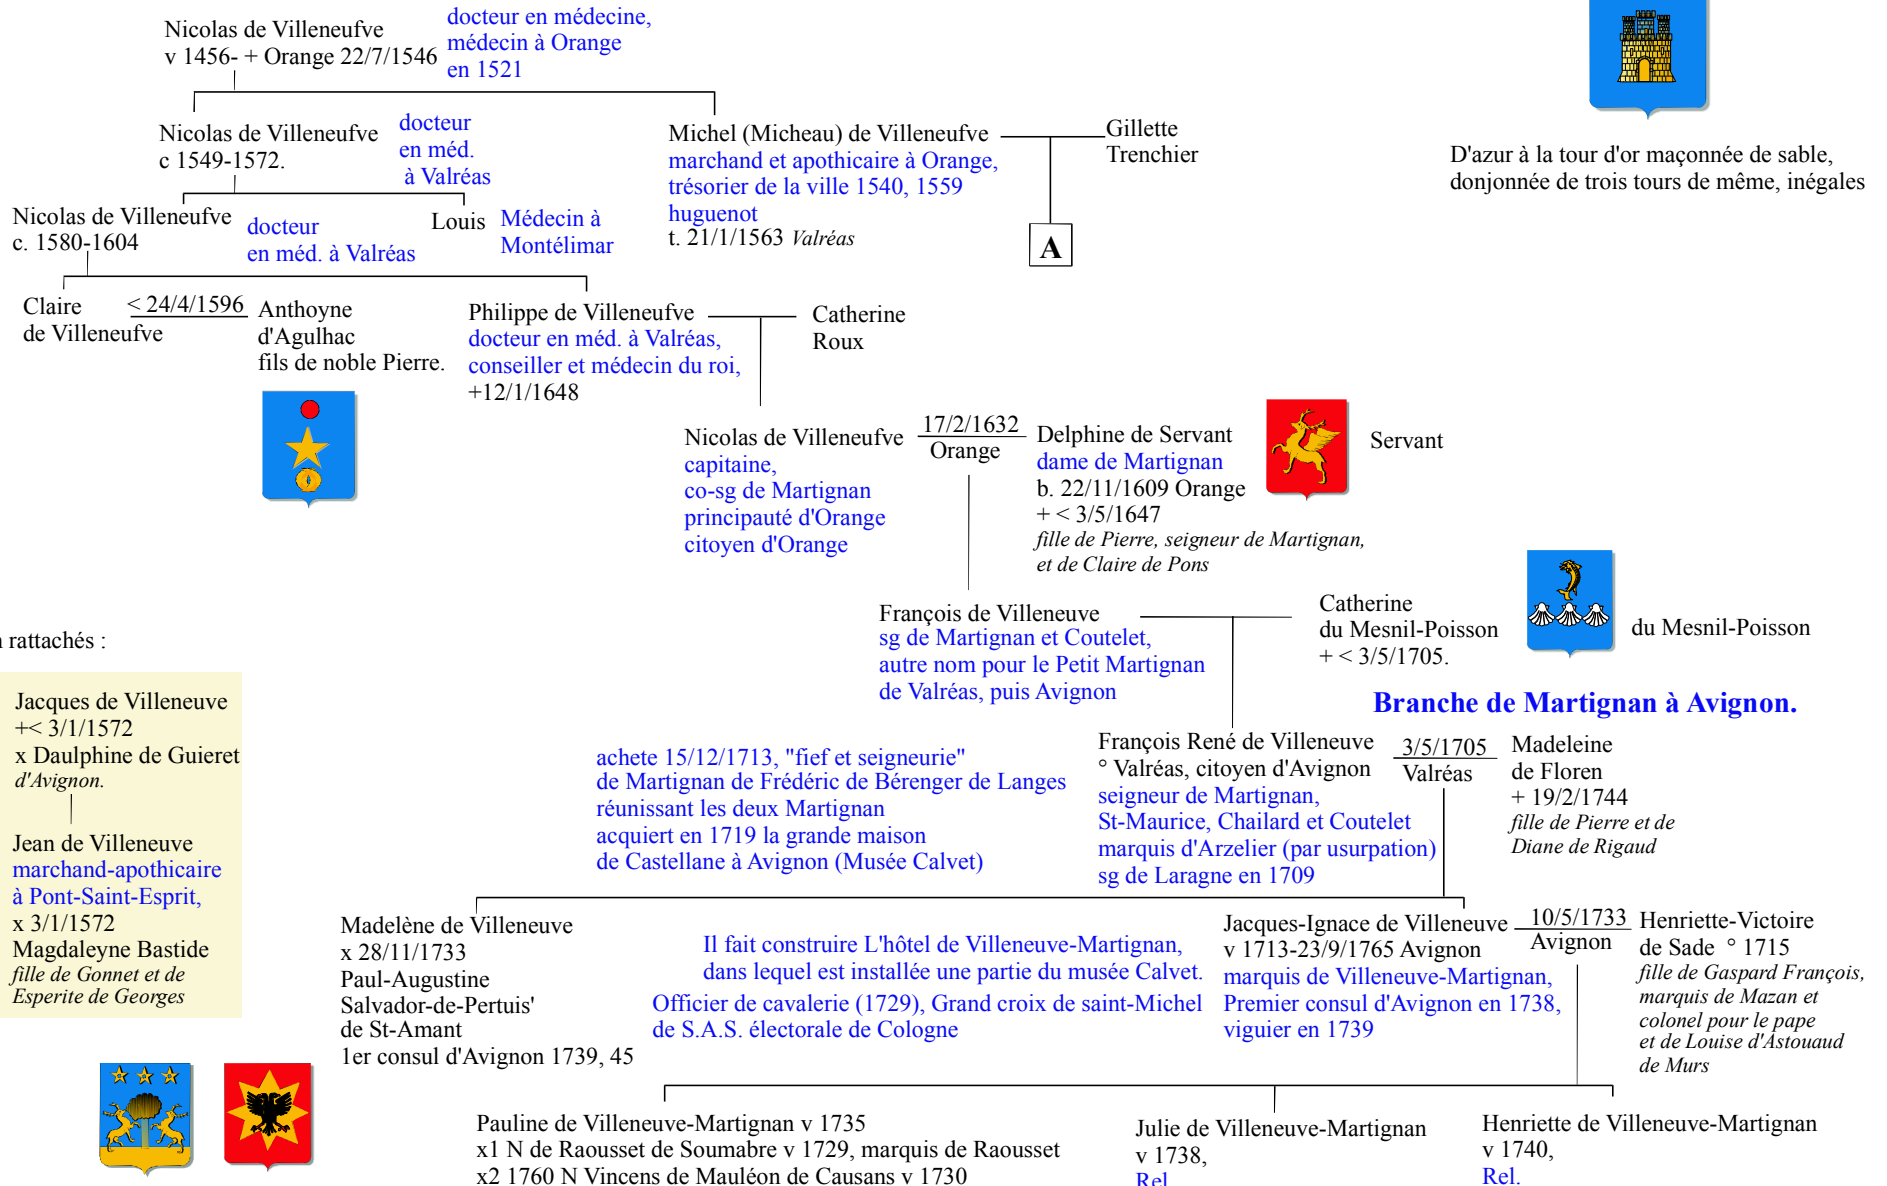 Nicolas de Villeneufve
v 1456- + Orange 22/7/1546
docteur en médecine,
médecin à Orange
en 1521
D'azur à la tour d'or maçonnée de sable,
donjonnée de trois tours de même, inégales
Nicolas de Villeneufve
c 1549-1572.
docteur
en méd.
à Valréas
Michel (Micheau) de Villeneufve
marchand et apothicaire à Orange,
trésorier de la ville 1540, 1559
huguenot
t. 21/1/1563 Valréas
Gillette
Trenchier
A
Nicolas de Villeneufve
c. 1580-1604
docteur
en méd. à Valréas
Louis
Médecin à
Montélimar
Claire
de Villeneufve
< 24/4/1596
Anthoyne
d'Agulhac
fils de noble Pierre.
Philippe de Villeneufve
docteur en méd. à Valréas,
conseiller et médecin du roi,
+12/1/1648
Catherine
Roux
Nicolas de Villeneufve
capitaine,
co-sg de Martignan
principauté d'Orange
citoyen d'Orange
17/2/1632
Orange
Delphine de Servant
dame de Martignan
b. 22/11/1609 Orange
+ < 3/5/1647
fille de Pierre, seigneur de Martignan,
et de Claire de Pons
Servant
François de Villeneuve
sg de Martignan et Coutelet,
autre nom pour le Petit Martignan
de Valréas, puis Avignon
Catherine
du Mesnil-Poisson
+ < 3/5/1705.
du Mesnil-Poisson
rattachés :
Jacques de Villeneuve
+< 3/1/1572
x Daulphine de Guieret
d'Avignon.
Jean de Villeneuve
marchand-apothicaire
à Pont-Saint-Esprit,
x 3/1/1572
Magdaleyne Bastide
fille de Gonnet et de
Esperite de Georges
Branche de Martignan à Avignon.
achete 15/12/1713, "fief et seigneurie"
de Martignan de Frédéric de Bérenger de Langes
réunissant les deux Martignan
acquiert en 1719 la grande maison
de Castellane à Avignon (Musée Calvet)
François René de Villeneuve
° Valréas, citoyen d'Avignon
seigneur de Martignan,
St-Maurice, Chailard et Coutelet
marquis d'Arzelier (par usurpation)
sg de Laragne en 1709
3/5/1705
Valréas
Madeleine
de Floren
+ 19/2/1744
fille de Pierre et de
Diane de Rigaud
Madelène de Villeneuve
x 28/11/1733
Paul-Augustine
Salvador-de-Pertuis'
de St-Amant
1er consul d'Avignon 1739, 45
Il fait construire L'hôtel de Villeneuve-Martignan,
dans lequel est installée une partie du musée Calvet.
Officier de cavalerie (1729), Grand croix de saint-Michel
de S.A.S. électorale de Cologne
Jacques-Ignace de Villeneuve
v 1713-23/9/1765 Avignon
marquis de Villeneuve-Martignan,
Premier consul d'Avignon en 1738,
viguier en 1739
10/5/1733
Avignon
Henriette-Victoire
de Sade ° 1715
fille de Gaspard François,
marquis de Mazan et
colonel pour le pape
et de Louise d'Astouaud
de Murs
Pauline de Villeneuve-Martignan v 1735
x1 N de Raousset de Soumabre v 1729, marquis de Raousset
x2 1760 N Vincens de Mauléon de Causans v 1730
Julie de Villeneuve-Martignan
v 1738,
Rel
Henriette de Villeneuve-Martignan
v 1740,
Rel.